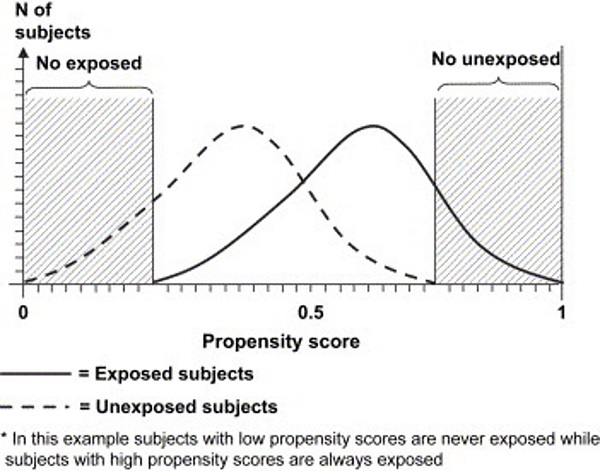 N of
subjects
No exposed
No unexposed
0
0.5
1
Propensity score
= Exposed subjects
= Unexposed subjects
* In this example subjects with low propensity scores are never exposed while
subjects with high propensity scores are always exposed